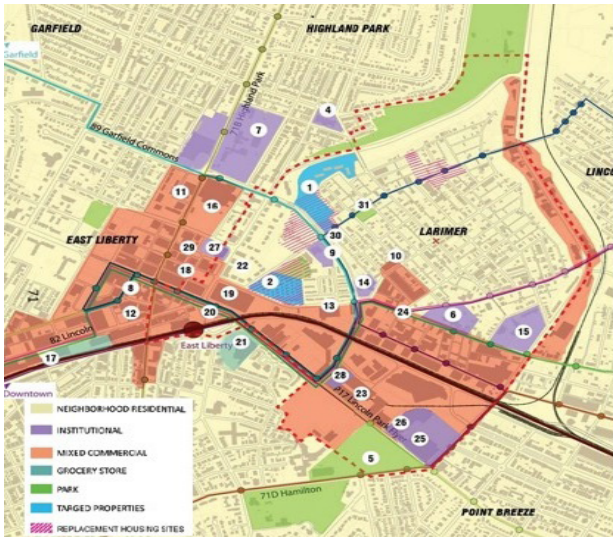 GARFIELD
HIGHLAND PARK
Garfield
89 Garfield Commons
71B Highland Park
4
7
1
11
16
31
LINCO
EAST LIBERTY
30
LARIMER
29
27
9
10
18
22
2
14
8
19
13
71
12
20
24
6
15
82 Lincoln
21
East Liberty
17
28
Downtown
23
P17 Lincoln Park Flyer
26
25
5
71D Hamilton
POINT BREEZE
NEIGHBORHOOD RESIDENTIAL
INSTITUTIONAL
MIXED COMMERCIAL
GROCERY STORE
PARK
TARGED PROPERTIES
REPLACEMENT HOUSING SITES